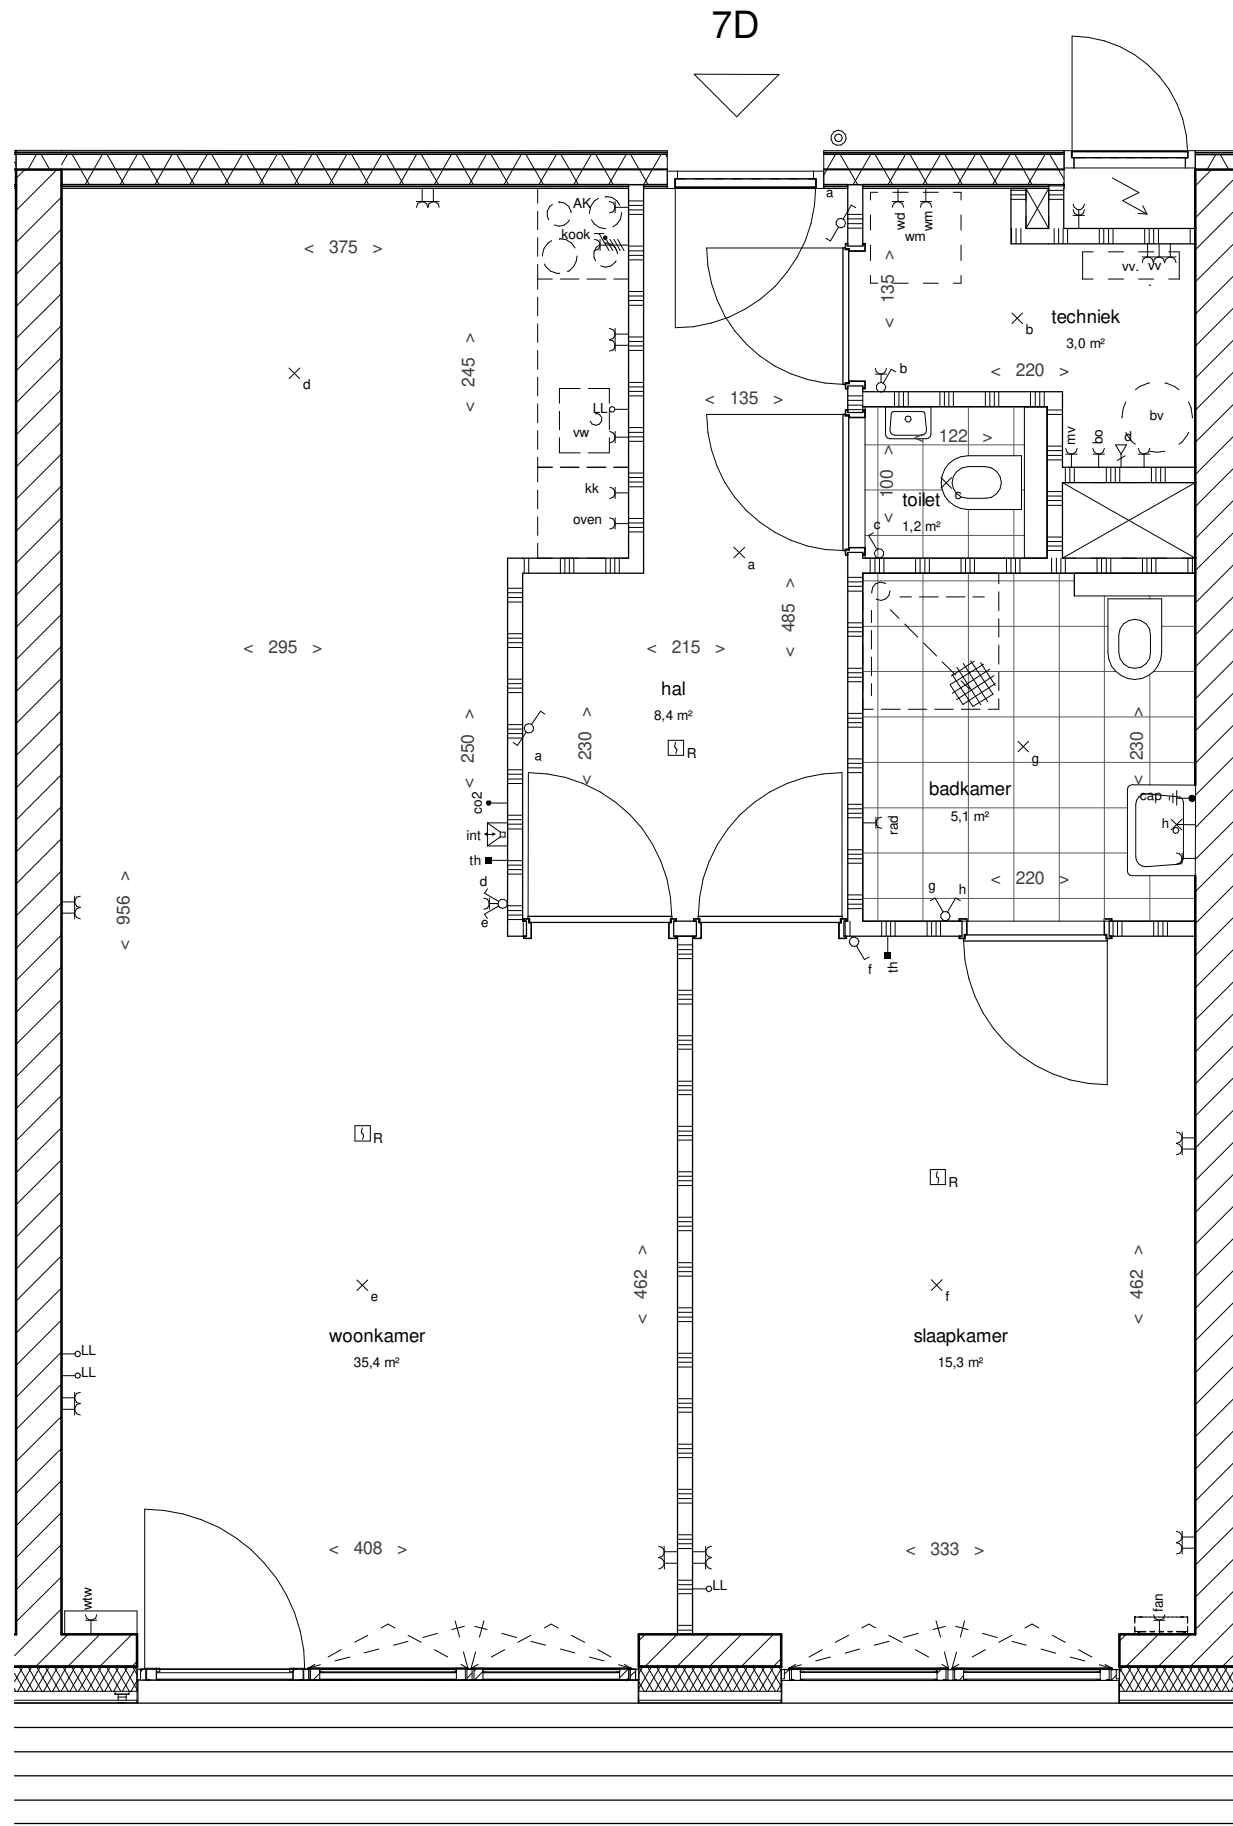 7D
a
AK
wd
wm
wm
kook
< 375 >
vv.
vv
< 135 >
techniek
b
3,0 m²
< 245 >
d
b
< 220 >
< 135 >
LL
vw
bv
< 122 >
mv
bo
d
kk
< 100 >
toilet
c
1,2 m²
oven
c
a
< 485 >
< 295 >
< 215 >
hal
8,4 m²
< 250 >
< 230 >
a
R
< 230 >
g
badkamer
5,1 m²
co2
cap
rad
h
int
th
d
< 956 >
e
< 220 >
g
h
f
th
R
R
< 462 >
< 462 >
e
f
woonkamer
35,4 m²
slaapkamer
15,3 m²
LL
LL
< 408 >
< 333 >
LL
wtw
fan